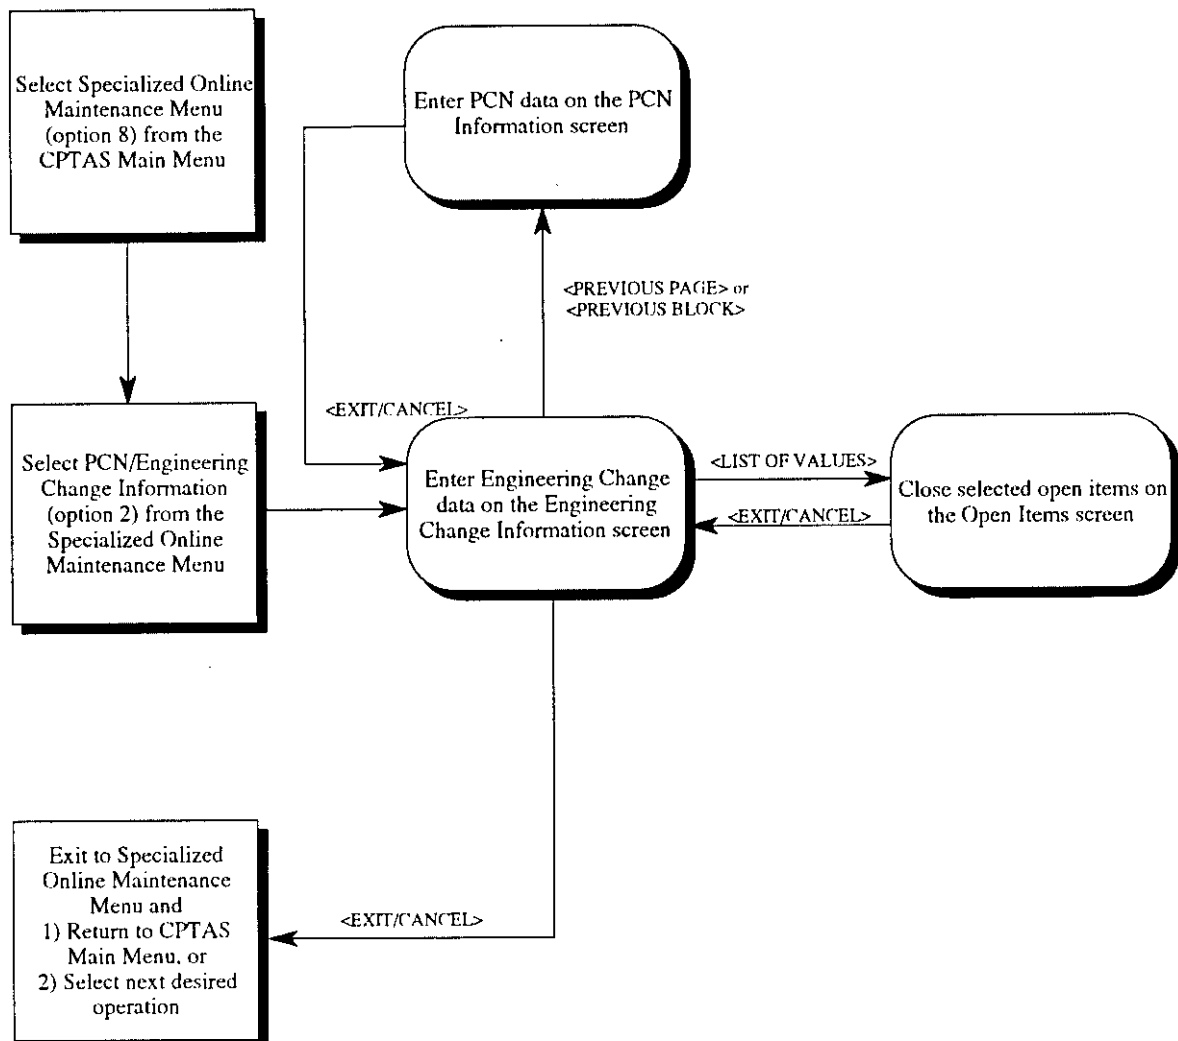 Select Specialized Online
Maintenance Menu
(option 8) from the
CPTAS Main Menu
Enter PCN data on the PCN
Information screen
<PREVIOUS PAGE> or
<PREVIOUS BLOCK>
<EXIT/CANCEL>
Select PCN/Engineering
Change Information
(option 2) from the
Specialized Online
Maintenance Menu
Enter Engineering Change
data on the Engineering
Change Information screen
<LIST OF VALUES>
<EXIT/CANCEL>
Close selected open items on
the Open Items screen
Exit to Specialized
Online Maintenance
Menu and
1) Return to CPTAS
Main Menu, or
2) Select next desired
operation
<EXIT/CANCEL>